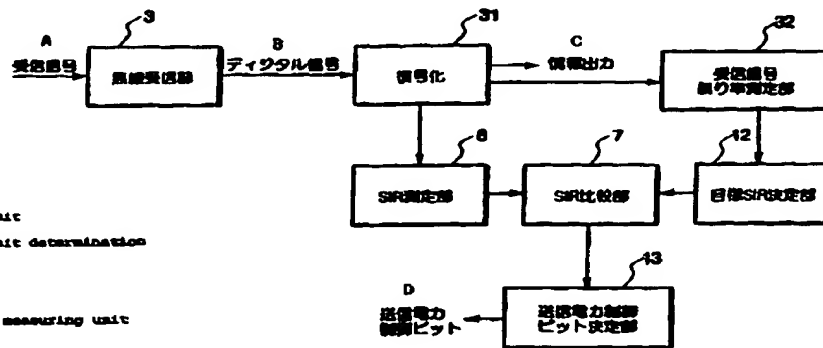 3
31
32
A
B
C
受信信号
無線受信部
ディジタル信号
復号化
情報出力
受信信号
誤り率測定部
6
7
12
SIR測定部
SIR比較部
目標SIR決定部
unit determination
measuring unit
13
D
送信電力
制御ビット
送信電力制御
ビット決定部